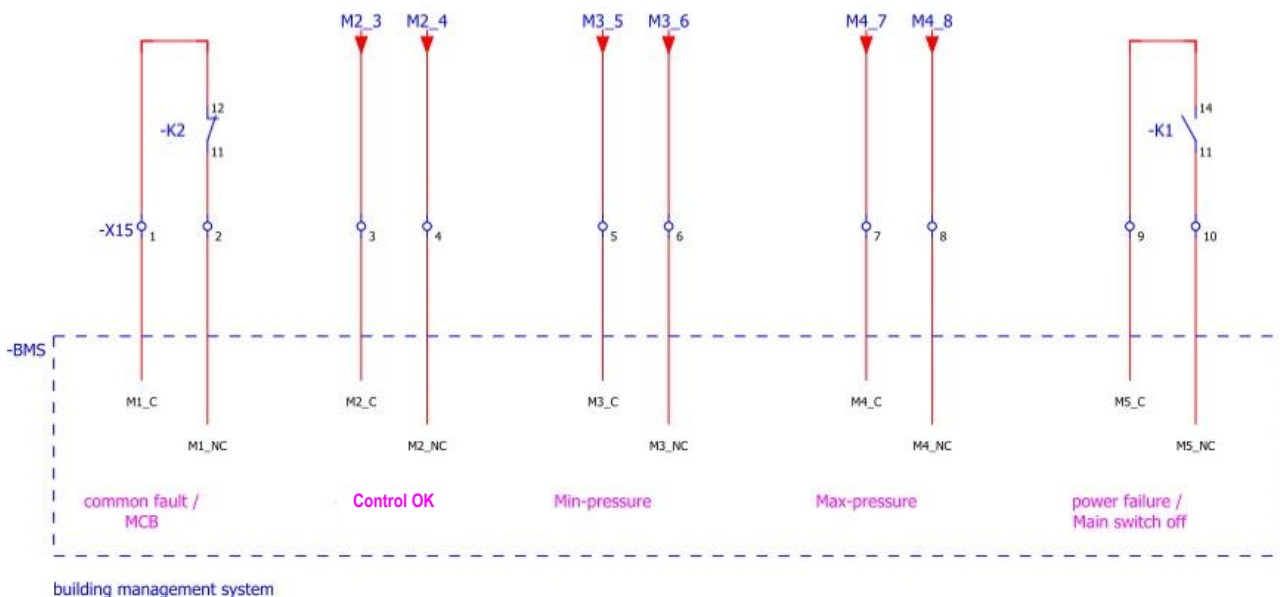 M2_3 M2_4 M3_5 M3_6 M4_7 M4_8
12 14
-K2 -K1
11 11
-X15 1 2 3 4 5 6 7 8 9 10
-BMS
M1_C M2_C M3_C M4_C M5_C
M1_NC M2_NC M3_NC M4_NC M5_NC
common fault / Control OK Min-pressure Max-pressure power failure /
MCB Main switch off
building management system